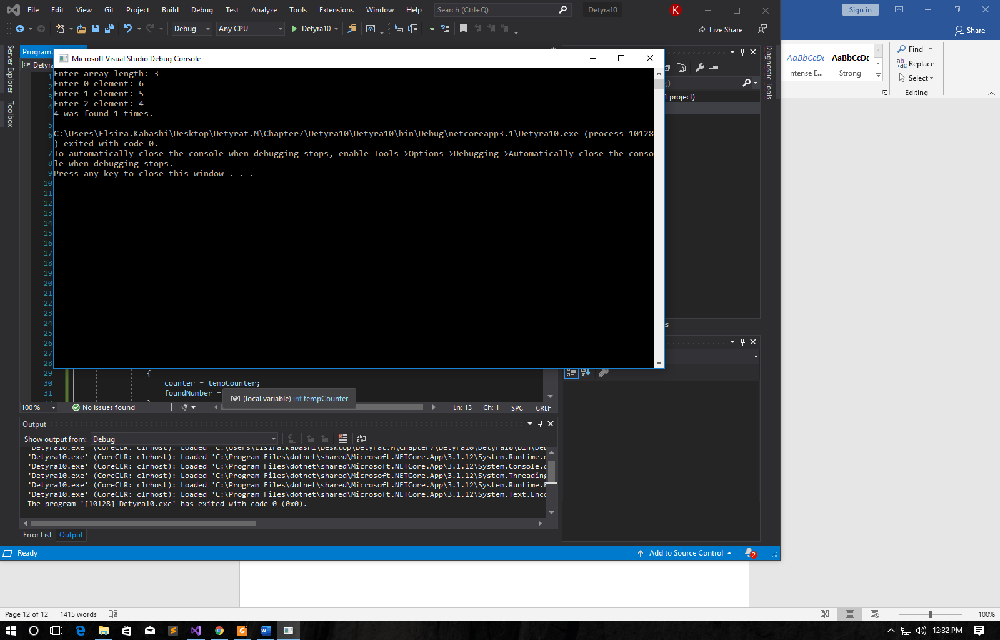 File Edit View Git Project Build Debug Test Analyze Tools Extensions Window Help Search (Ctrl+Q) Detyra10 K
Sign in
Debug Any CPU Detyra10 Live Share
Share
Server Explorer
Toolbox
Program.
Detyra
Microsoft Visual Studio Debug Console
Enter array length: 3
Enter 0 element: 6
Enter 1 element: 5
Enter 2 element: 4
4 was found 1 times.
C:\Users\Elsira.Kabashi\Desktop\Detyrat.M\Chapter7\Detyra10\Detyra10\bin\Debug\netcoreapp3.1\Detyra10.exe (process 10128
) exited with code 0.
To automatically close the console when debugging stops, enable Tools->Options->Debugging->Automatically close the conso
le when debugging stops.
Press any key to close this window . . .
1
2
3
4
5
6
7
8
9
10
11
12
13
14
15
16
17
18
19
20
21
22
23
24
25
26
27
28
29 {
30 counter = tempCounter;
31 foundNumber =
(local variable) int tempCounter
1 project)
Diagnostic Tools
AaBbCcDc AaBbCcDc
Intense E... Strong
Find
Replace
Select
Editing
100 % No issues found Ln: 13 Ch: 1 SPC CRLF
Output
Show output from: Debug
'Detyra10.exe' (CoreCLR: clrhost): Loaded 'C:\Users\Elsira.Kabashi\Desktop\Detyrat.M\Chapter7\Detyra10\Detyra10\bin\Deb
'Detyra10.exe' (CoreCLR: clrhost): Loaded 'C:\Program Files\dotnet\shared\Microsoft.NETCore.App\3.1.12\System.Runtime.
'Detyra10.exe' (CoreCLR: clrhost): Loaded 'C:\Program Files\dotnet\shared\Microsoft.NETCore.App\3.1.12\System.Console.
'Detyra10.exe' (CoreCLR: clrhost): Loaded 'C:\Program Files\dotnet\shared\Microsoft.NETCore.App\3.1.12\System.Threading
'Detyra10.exe' (CoreCLR: clrhost): Loaded 'C:\Program Files\dotnet\shared\Microsoft.NETCore.App\3.1.12\System.Runtime.
'Detyra10.exe' (CoreCLR: clrhost): Loaded 'C:\Program Files\dotnet\shared\Microsoft.NETCore.App\3.1.12\System.Text.Enco
The program '[10128] Detyra10.exe' has exited with code 0 (0x0).
Error List Output
Ready Add to Source Control 2
Page 12 of 12 1415 words 100%
12:32 PM